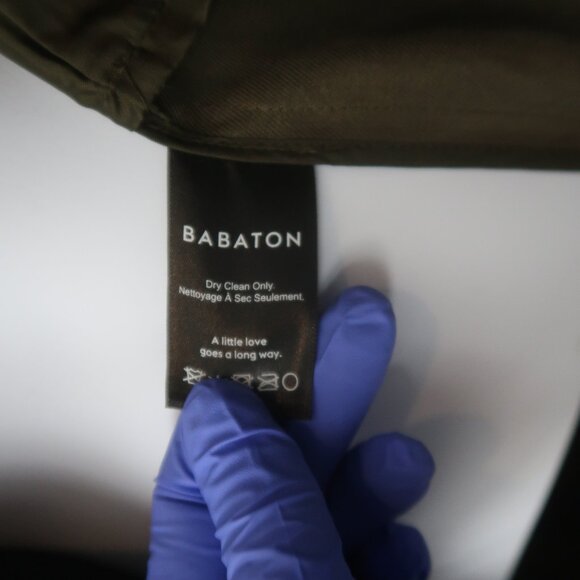 BABATON
Dry Clean Only.
Nettoyage À Sec Seulement.
A little love
goes a long way.